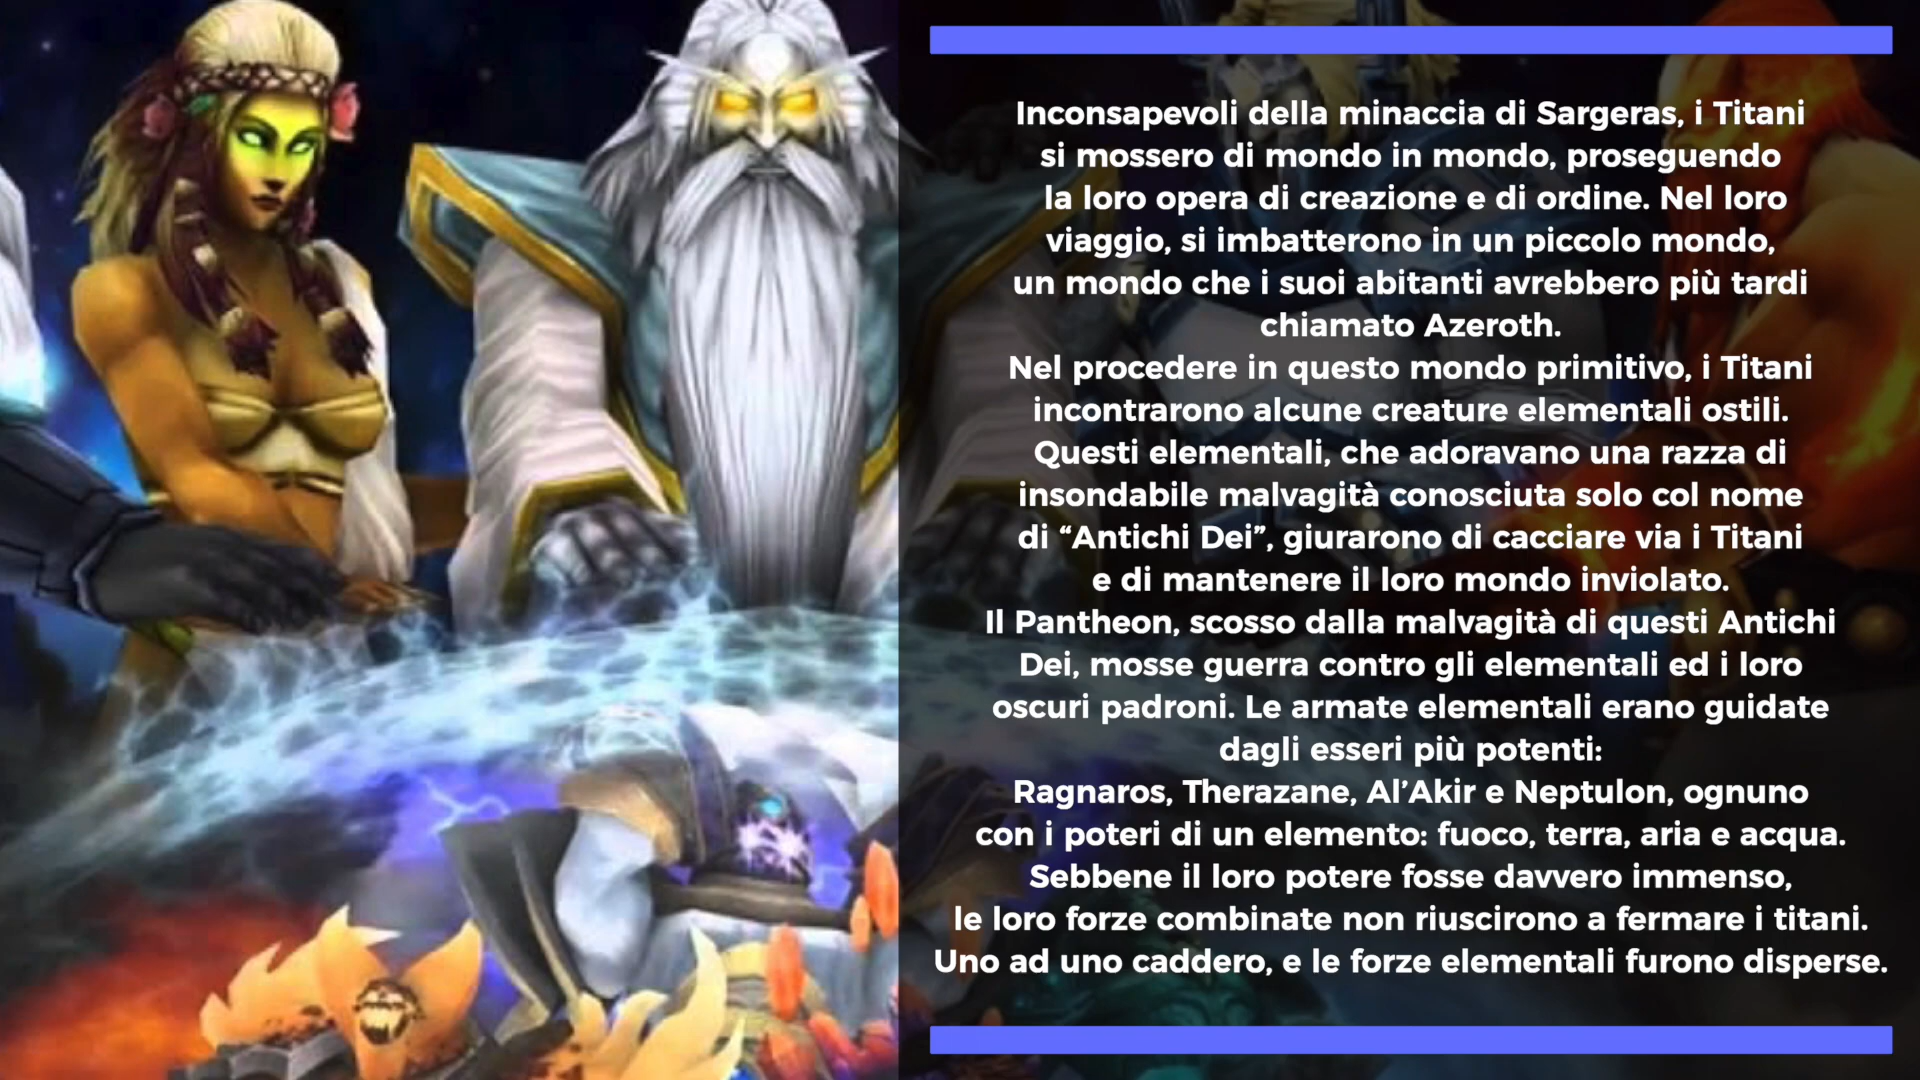 Inconsapevoli della minaccia di Sargeras, i Titani
si mossero di mondo in mondo, proseguendo
la loro opera di creazione e di ordine. Nel loro
viaggio, si imbatterono in un piccolo mondo,
un mondo che i suoi abitanti avrebbero più tardi
chiamato Azeroth.
Nel procedere in questo mondo primitivo, i Titani
incontrarono alcune creature elementali ostili.
Questi elementali, che adoravano una razza di
insondabile malvagità conosciuta solo col nome
di “Antichi Dei”, giurarono di cacciare via i Titani
e di mantenere il loro mondo inviolato.
Il Pantheon, scosso dalla malvagità di questi Antichi
Dei, mosse guerra contro gli elementali ed i loro
oscuri padroni. Le armate elementali erano guidate
dagli esseri più potenti:
Ragnaros, Therazane, Al’Akir e Neptulon, ognuno
con i poteri di un elemento: fuoco, terra, aria e acqua.
Sebbene il loro potere fosse davvero immenso,
le loro forze combinate non riuscirono a fermare i titani.
Uno ad uno caddero, e le forze elementali furono disperse.